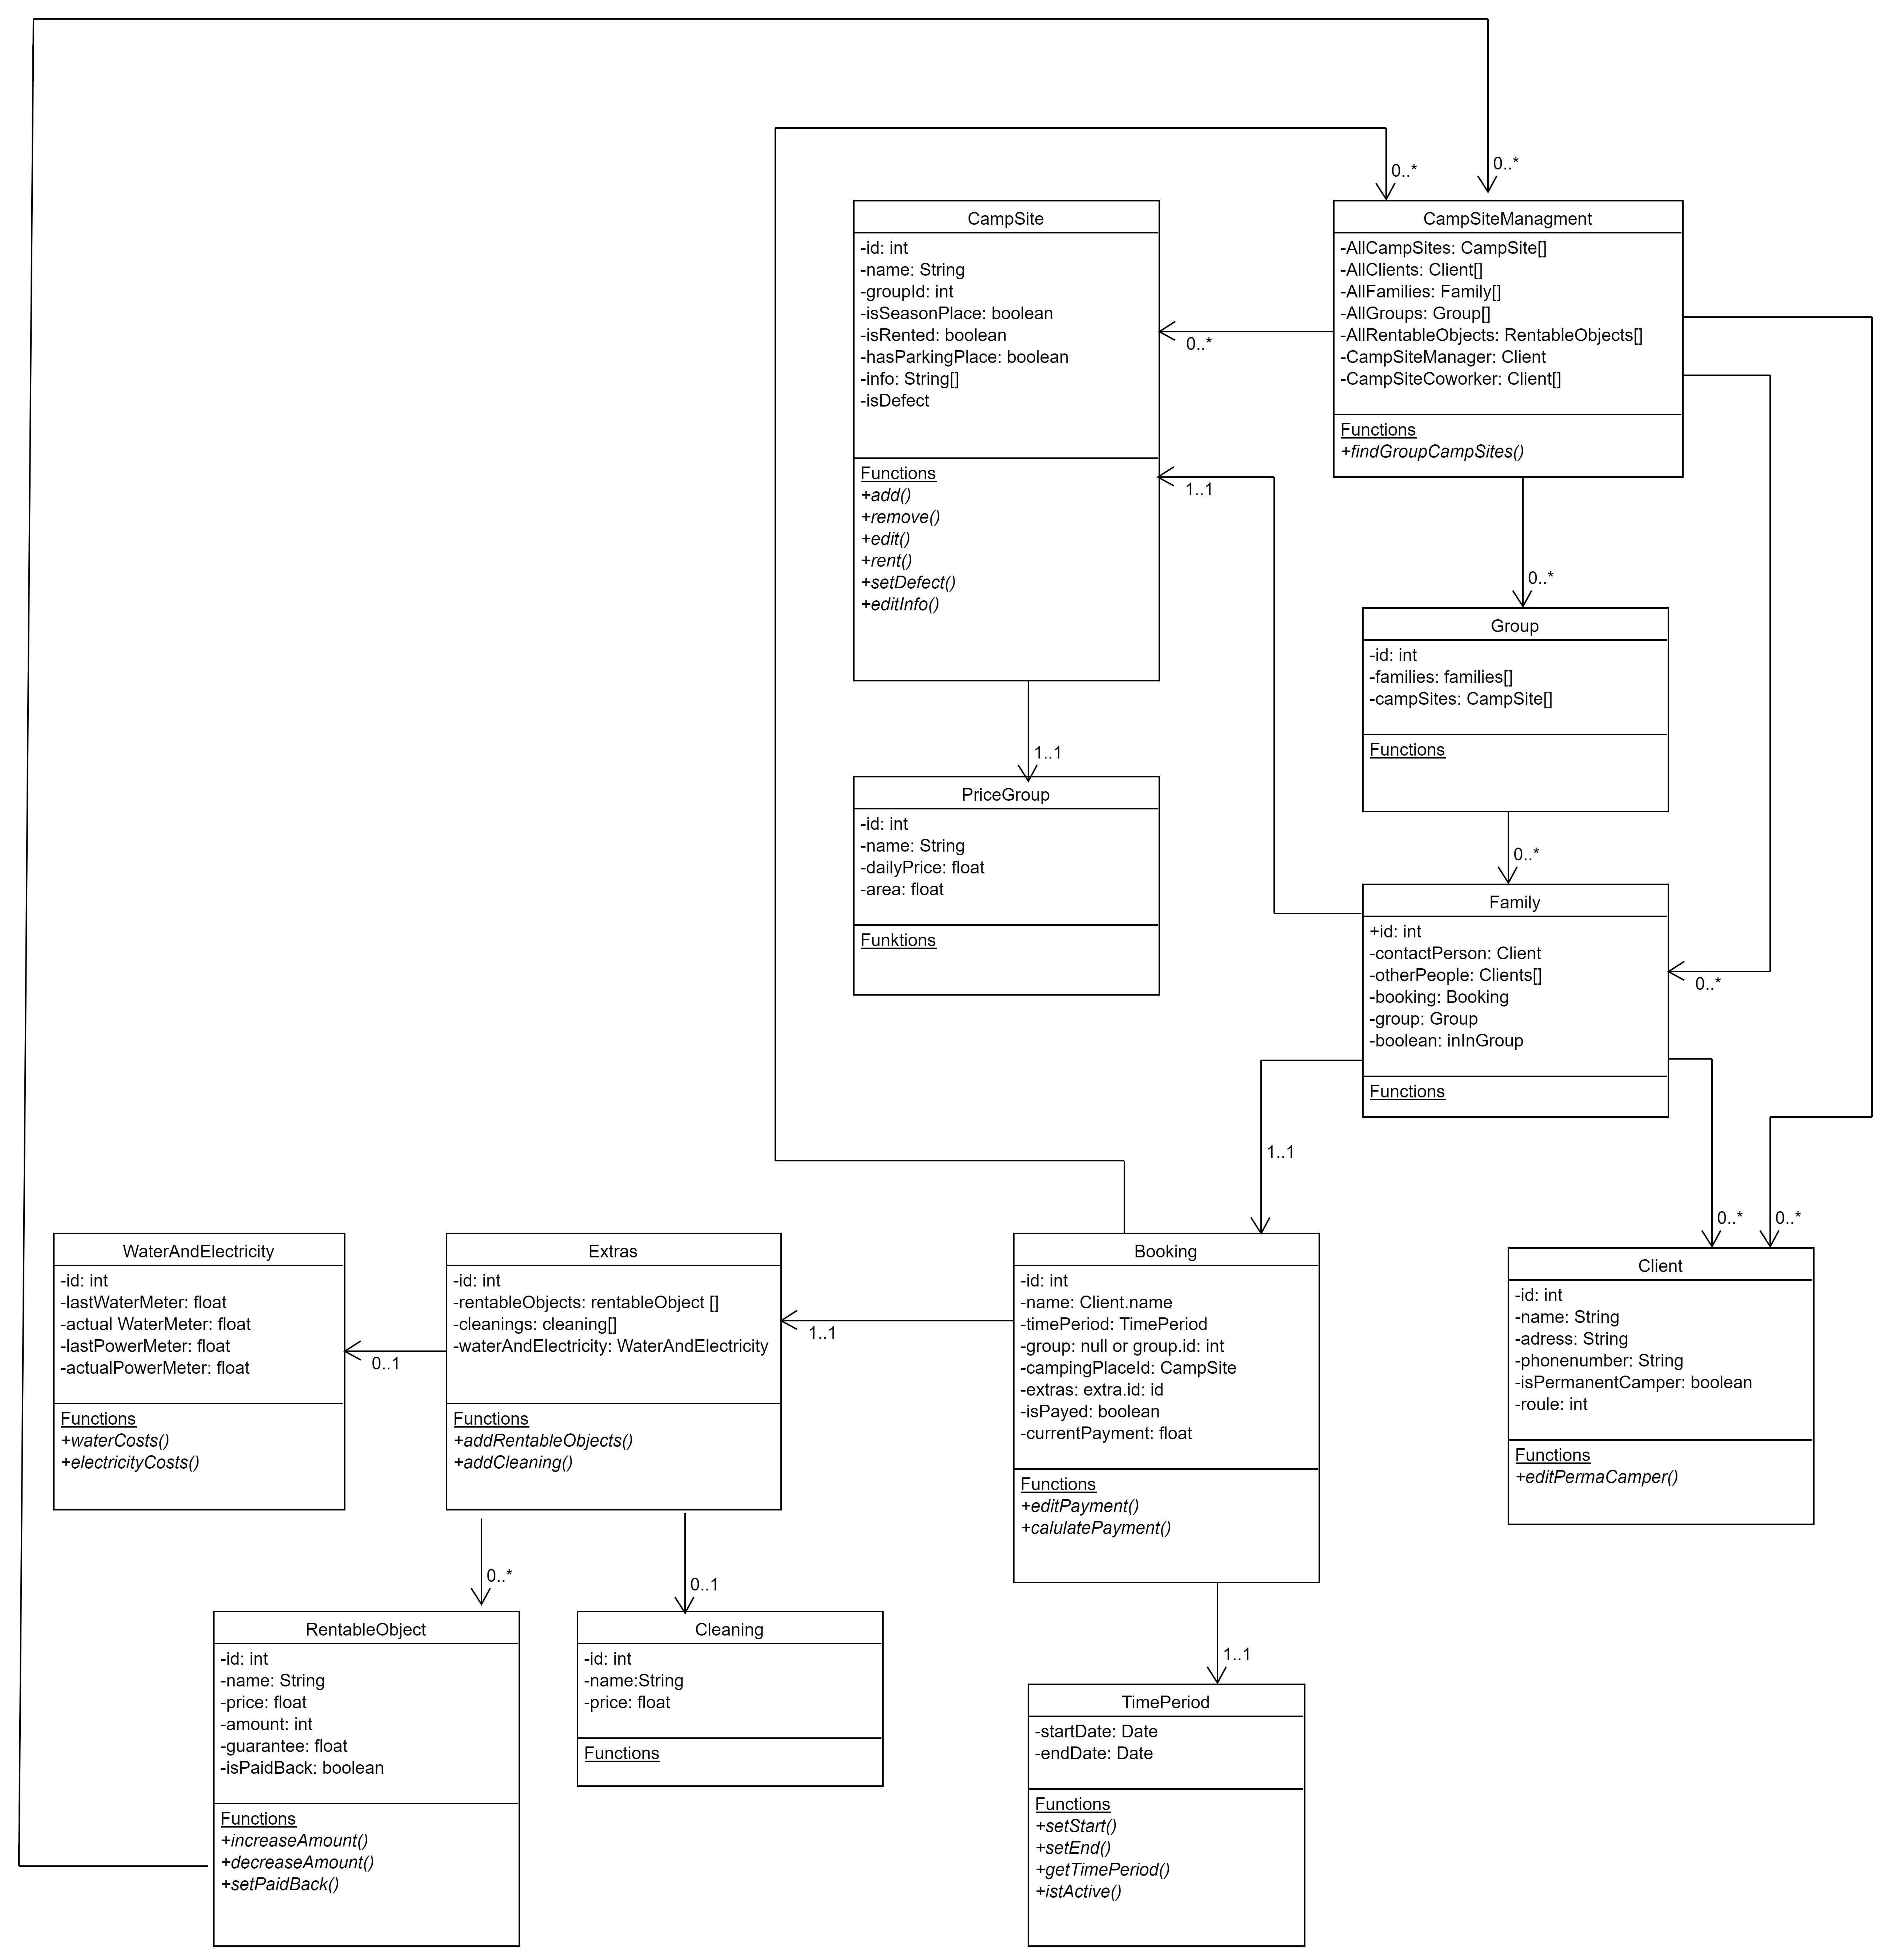 0..*
0..*
CampSite
-id: int
-name: String
-groupId: int
-isSeasonPlace: boolean
-isRented: boolean
-hasParkingPlace: boolean
-info: String[]
-isDefect
Functions
+add()
+remove()
+edit()
+rent()
+setDefect()
+editInfo()
CampSiteManagment
-AllCampSites: CampSite[]
-AllClients: Client[]
-AllFamilies: Family[]
-AllGroups: Group[]
-AllRentableObjects: RentableObjects[]
-CampSiteManager: Client
-CampSiteCoworker: Client[]
Functions
+findGroupCampSites()
0..*
1..1
0..*
Group
-id: int
-families: families[]
-campSites: CampSite[]
Functions
1..1
PriceGroup
-id: int
-name: String
-dailyPrice: float
-area: float
Funktions
0..*
Family
+id: int
-contactPerson: Client
-otherPeople: Clients[]
-booking: Booking
-group: Group
-boolean: inInGroup
Functions
0..*
1..1
0..*
0..*
WaterAndElectricity
-id: int
-lastWaterMeter: float
-actual WaterMeter: float
-lastPowerMeter: float
-actualPowerMeter: float
Functions
+waterCosts()
+electricityCosts()
0..1
Extras
-id: int
-rentableObjects: rentableObject []
-cleanings: cleaning[]
-waterAndElectricity: WaterAndElectricity
Functions
+addRentableObjects()
+addCleaning()
1..1
Booking
-id: int
-name: Client.name
-timePeriod: TimePeriod
-group: null or group.id: int
-campingPlaceId: CampSite
-extras: extra.id: id
-isPayed: boolean
-currentPayment: float
Functions
+editPayment()
+calulatePayment()
Client
-id: int
-name: String
-adress: String
-phonenumber: String
-isPermanentCamper: boolean
-roule: int
Functions
+editPermaCamper()
0..*
0..1
1..1
RentableObject
-id: int
-name: String
-price: float
-amount: int
-guarantee: float
-isPaidBack: boolean
Functions
+increaseAmount()
+decreaseAmount()
+setPaidBack()
Cleaning
-id: int
-name:String
-price: float
Functions
TimePeriod
-startDate: Date
-endDate: Date
Functions
+setStart()
+setEnd()
+getTimePeriod()
+istActive()